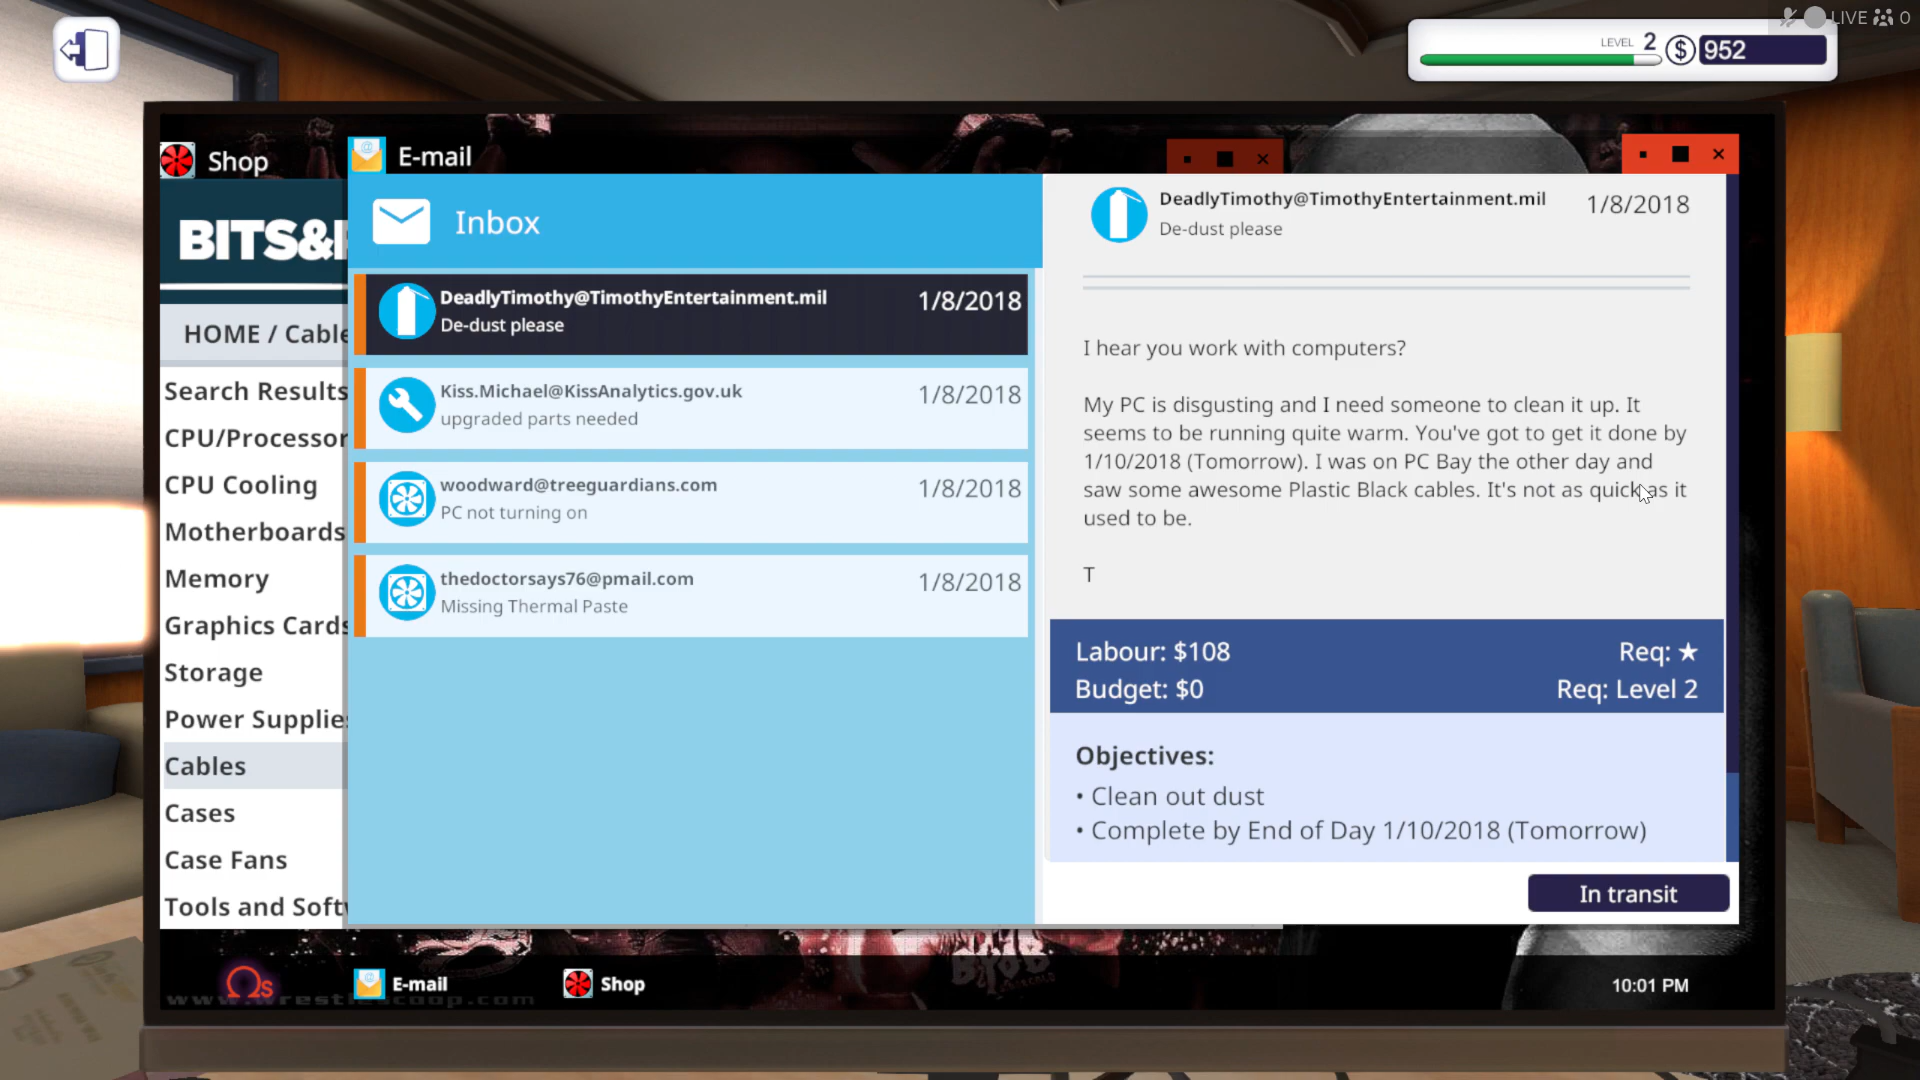 LIVE 0
LEVEL 2 $ 952
Shop
E-mail
BITS&
HOME / Cable
Search Results
CPU/Processor
CPU Cooling
Motherboards
Memory
Graphics Cards
Storage
Power Supplies
Cables
Cases
Case Fans
Tools and Soft
Inbox
DeadlyTimothy@TimothyEntertainment.mil 1/8/2018
De-dust please
Kiss.Michael@KissAnalytics.gov.uk 1/8/2018
upgraded parts needed
woodward@treeguardians.com 1/8/2018
PC not turning on
thedoctorsays76@pmail.com 1/8/2018
Missing Thermal Paste
DeadlyTimothy@TimothyEntertainment.mil 1/8/2018
De-dust please
I hear you work with computers?
My PC is disgusting and I need someone to clean it up. It
seems to be running quite warm. You've got to get it done by
1/10/2018 (Tomorrow). I was on PC Bay the other day and
saw some awesome Plastic Black cables. It's not as quick as it
used to be.
T
Labour: $108 Req: ★
Budget: $0 Req: Level 2
Objectives:
• Clean out dust
• Complete by End of Day 1/10/2018 (Tomorrow)
In transit
Ωs
E-mail
Shop
10:01 PM